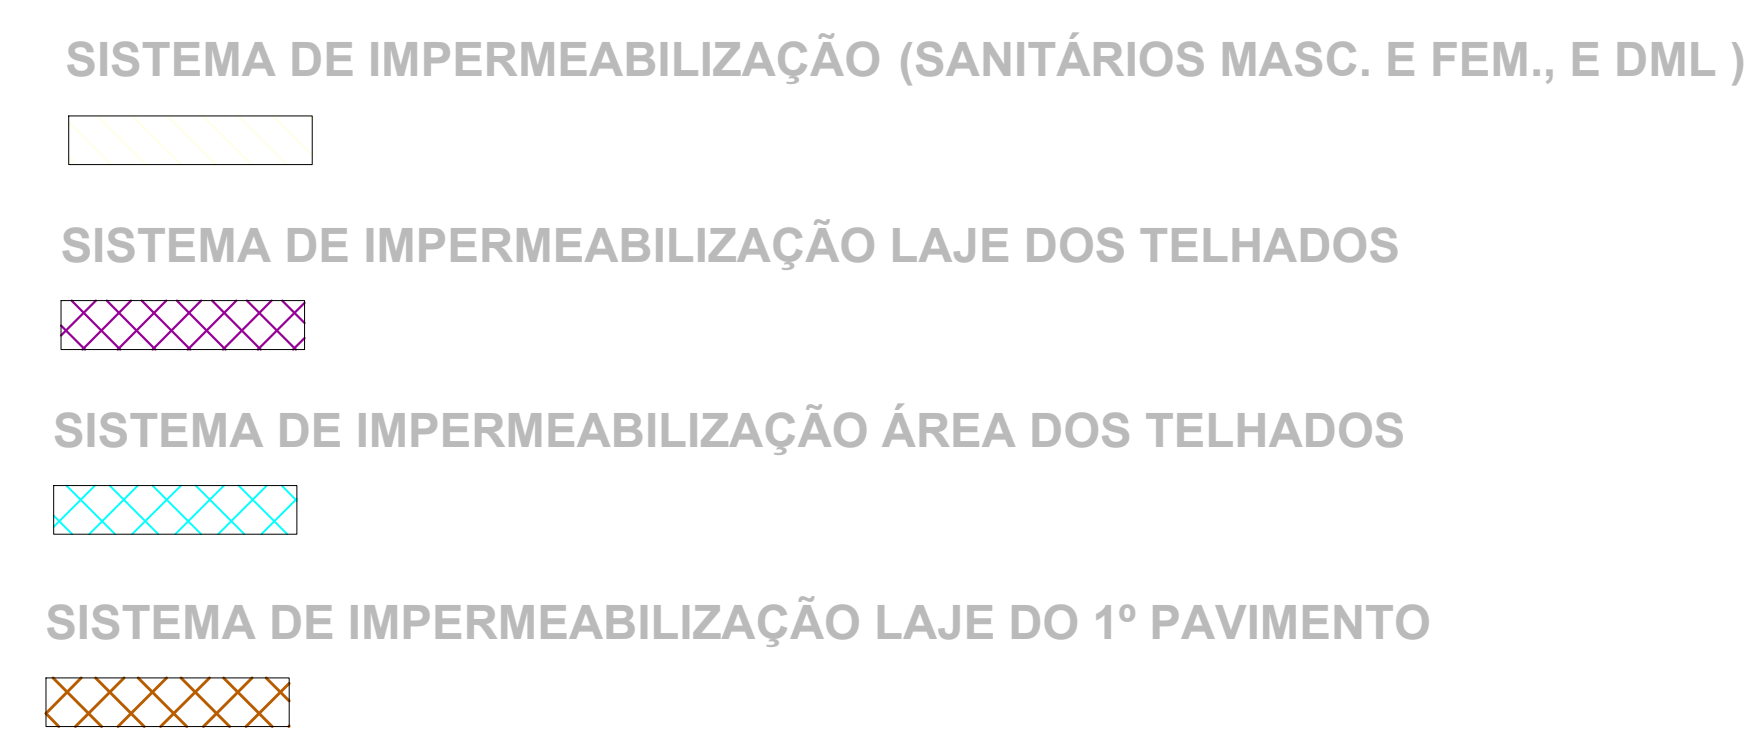 SISTEMA DE IMPERMEABILIZAÇÃO (SANITÁRIOS MASC. E FEM., E DML )
SISTEMA DE IMPERMEABILIZAÇÃO LAJE DOS TELHADOS
SISTEMA DE IMPERMEABILIZAÇÃO ÁREA DOS TELHADOS
SISTEMA DE IMPERMEABILIZAÇÃO LAJE DO 1º PAVIMENTO